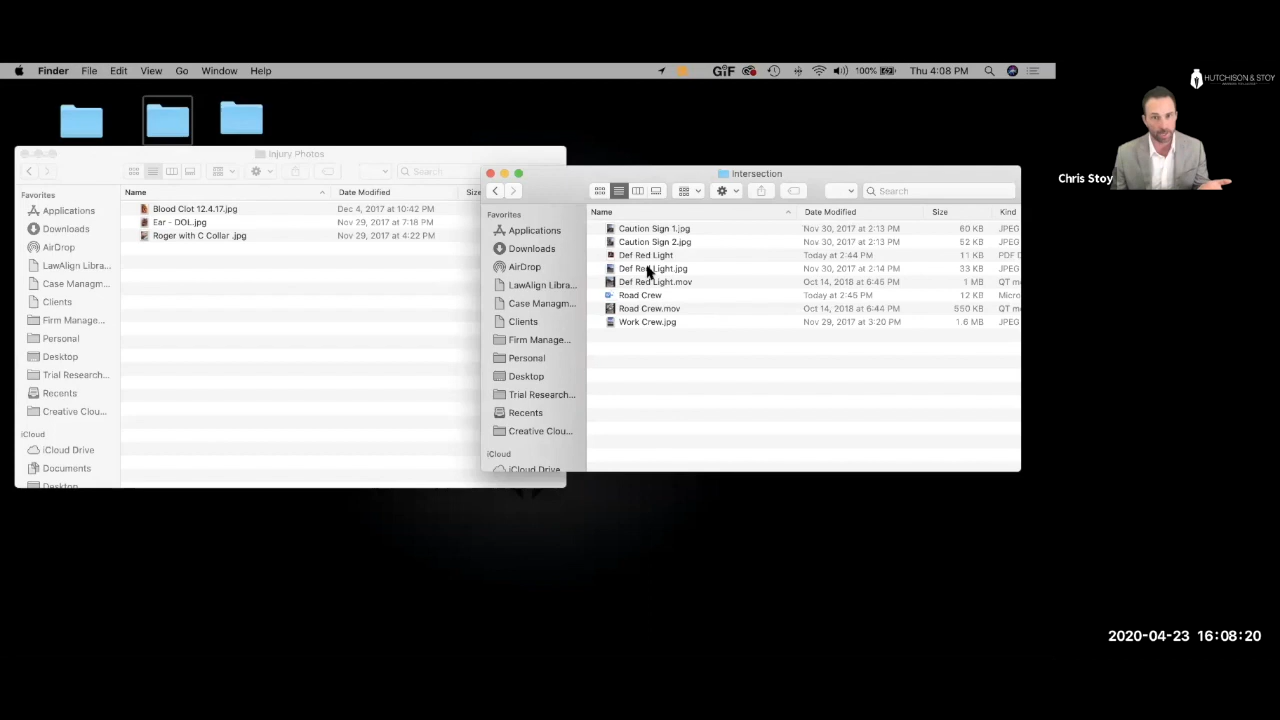 Finder File Edit View Go Window Help GIF 100% Thu 4:08 PM
HUTCHISON & STOY
Chris Stoy
Injury Photos
Search
Favorites
Applications
Downloads
AirDrop
LawAlign Libra...
Case Managm...
Clients
Firm Manage...
Personal
Desktop
Trial Research...
Recents
Creative Clou...
iCloud
iCloud Drive
Documents
Desktop
Name Date Modified Size
Blood Clot 12.4.17.jpg Dec 4, 2017 at 10:42 PM
Ear - DOL.jpg Nov 29, 2017 at 7:18 PM
Roger with C Collar .jpg Nov 29, 2017 at 4:22 PM
Intersection
Search
Favorites
Applications
Downloads
AirDrop
LawAlign Libra...
Case Managm...
Clients
Firm Manage...
Personal
Desktop
Trial Research...
Recents
Creative Clou...
iCloud
iCloud Drive
Name Date Modified Size Kind
Caution Sign 1.jpg Nov 30, 2017 at 2:13 PM 60 KB JPEG
Caution Sign 2.jpg Nov 30, 2017 at 2:13 PM 52 KB JPEG
Def Red Light Today at 2:44 PM 11 KB PDF D
Def Red Light.jpg Nov 30, 2017 at 2:14 PM 33 KB JPEG
Def Red Light.mov Oct 14, 2018 at 6:45 PM 1 MB QT m
Road Crew Today at 2:45 PM 12 KB Micro
Road Crew.mov Oct 14, 2018 at 6:44 PM 550 KB QT m
Work Crew.jpg Nov 29, 2017 at 3:20 PM 1.6 MB JPEG
2020-04-23 16:08:20